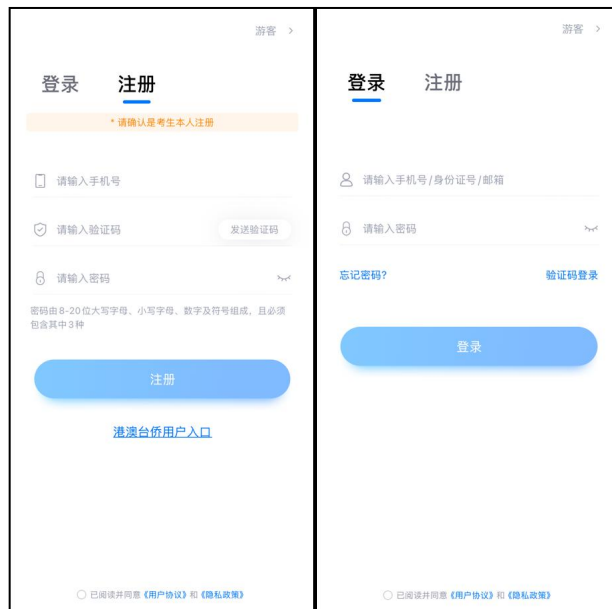 游客 >
登录 注册
* 请确认是考生本人注册
请输入手机号
请输入验证码 发送验证码
请输入密码
密码由8-20位大写字母、小写字母、数字及符号组成，且必须
包含其中3种
注册
港澳台侨用户入口
已阅读并同意《用户协议》和《隐私政策》
游客 >
登录 注册
请输入手机号/身份证号/邮箱
请输入密码
忘记密码? 验证码登录
登录
已阅读并同意《用户协议》和《隐私政策》